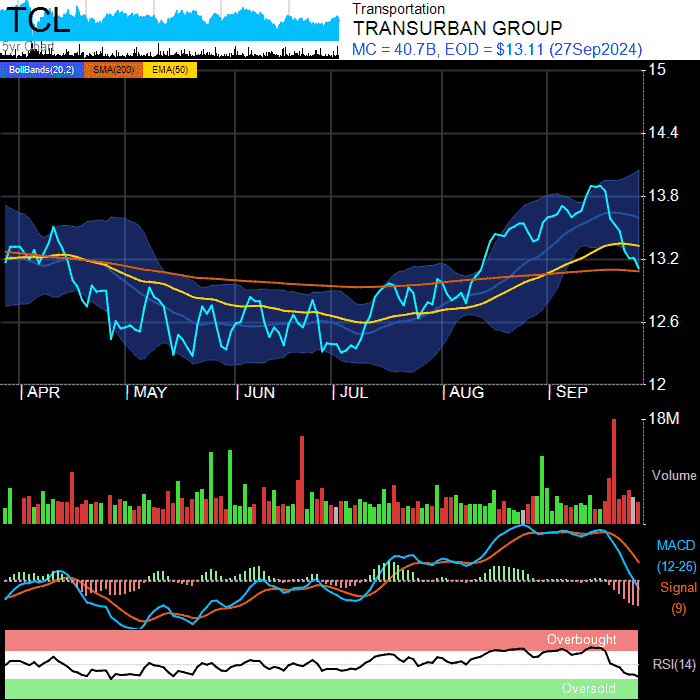 TCL
5yr Chart
Transportation
TRANSURBAN GROUP
MC = 40.7B, EOD = $13.11 (27Sep2024)
BollBands(20,2) SMA(200) EMA(50)
15
14.4
13.8
13.2
12.6
12
| APR | MAY | JUN | JUL | AUG | SEP
18M
Volume
MACD
(12-26)
Signal
(9)
Overbought
RSI(14)
Oversold